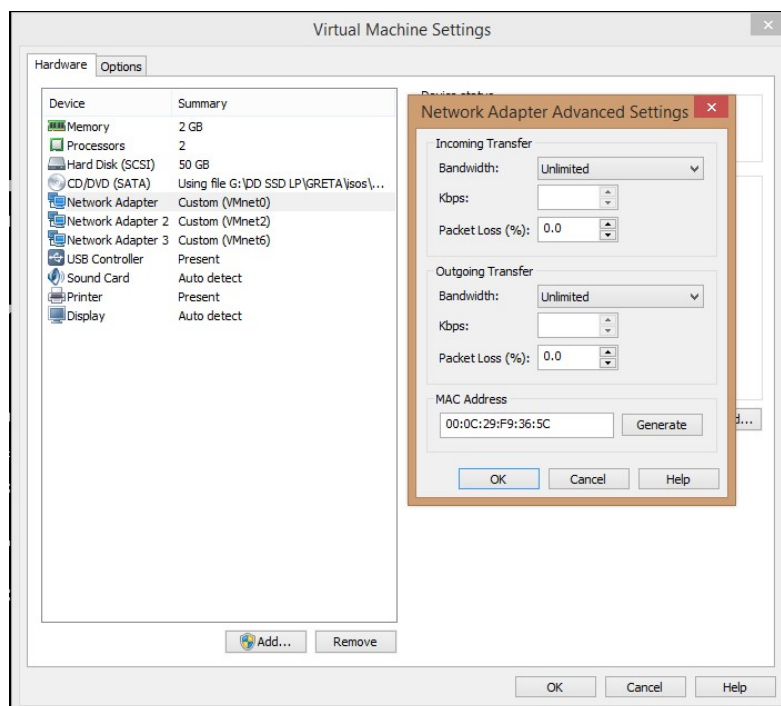 Virtual Machine Settings
Hardware Options
Device Summary
Memory 2 GB
Processors 2
Hard Disk (SCSI) 50 GB
CD/DVD (SATA) Using file G:\DD SSD LP\GRETA\isos\...
Network Adapter Custom (VMnet0)
Network Adapter 2 Custom (VMnet2)
Network Adapter 3 Custom (VMnet6)
USB Controller Present
Sound Card Auto detect
Printer Present
Display Auto detect
Add... Remove
Device status
Network Adapter Advanced Settings
Incoming Transfer
Bandwidth: Unlimited
Kbps:
Packet Loss (%): 0.0
Outgoing Transfer
Bandwidth: Unlimited
Kbps:
Packet Loss (%): 0.0
MAC Address
00:0C:29:F9:36:5C Generate
OK Cancel Help
OK Cancel Help